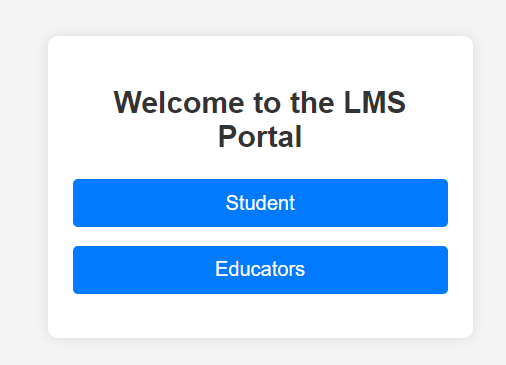 Welcome to the LMS
Portal
Student
Educators